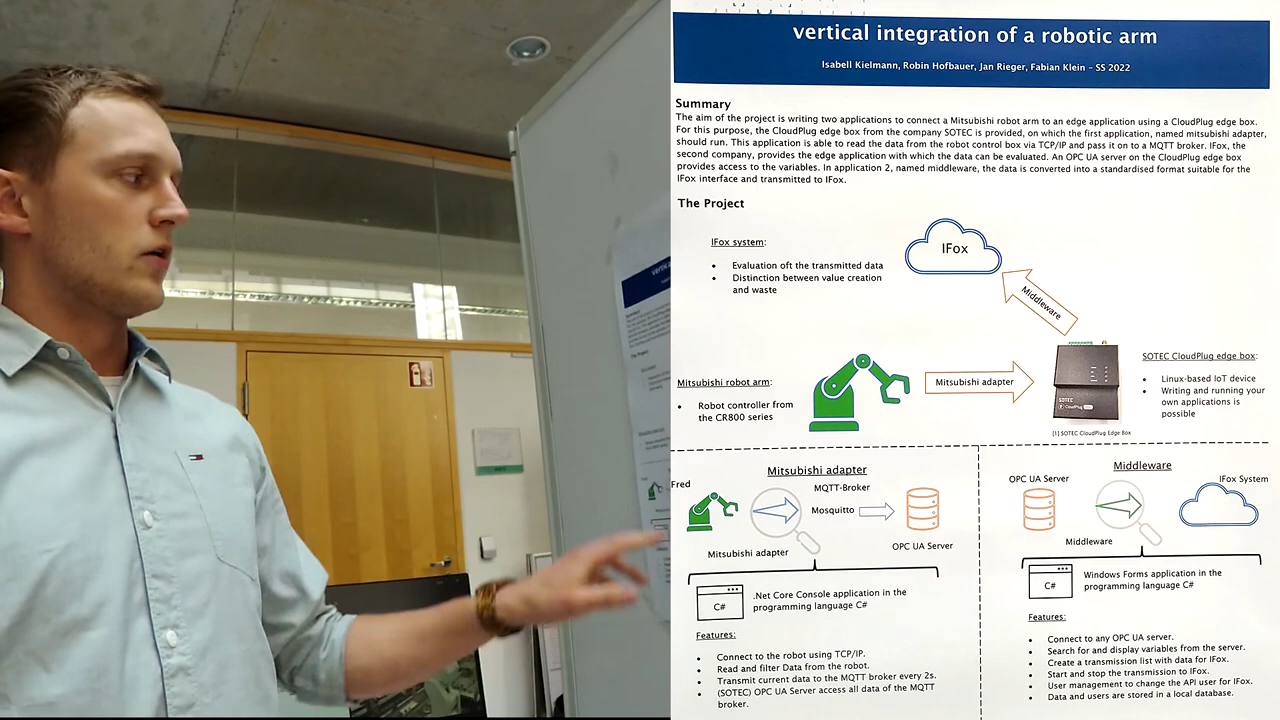 vertical integration of a robotic arm
Isabell Kielmann, Robin Hofbauer, Jan Rieger, Fabian Klein – SS 2022
Summary
The aim of the project is writing two applications to connect a Mitsubishi robot arm to an edge application using a CloudPlug edge box.
For this purpose, the CloudPlug edge box from the company SOTEC is provided, on which the first application, named mitsubishi adapter,
should run. This application is able to read the data from the robot control box via TCP/IP and pass it on to a MQTT broker. IFox, the
second company, provides the edge application with which the data can be evaluated. An OPC UA server on the CloudPlug edge box
provides access to the variables. In application 2, named middleware, the data is converted into a standardised format suitable for the
IFox interface and transmitted to IFox.
The Project
IFox system:
• Evaluation oft the transmitted data
• Distinction between value creation
and waste
IFox
Middleware
Mitsubishi robot arm:
• Robot controller from
the CR800 series
Mitsubishi adapter
SOTEC
CloudPlug
[1] SOTEC CloudPlug Edge Box
SOTEC CloudPlug edge box:
• Linux-based IoT device
• Writing and running your
own applications is
possible
Mitsubishi adapter
Fred
MQTT-Broker
Mosquitto
Mitsubishi adapter
OPC UA Server
C#
.Net Core Console application in the
programming language C#
Features:
• Connect to the robot using TCP/IP.
• Read and filter Data from the robot.
• Transmit current data to the MQTT broker every 2s.
• (SOTEC) OPC UA Server access all data of the MQTT
broker.
Middleware
OPC UA Server
IFox System
Middleware
C#
Windows Forms application in the
programming language C#
Features:
• Connect to any OPC UA server.
• Search for and display variables from the server.
• Create a transmission list with data for IFox.
• Start and stop the transmission to IFox.
• User management to change the API user for IFox.
• Data and users are stored in a local database.